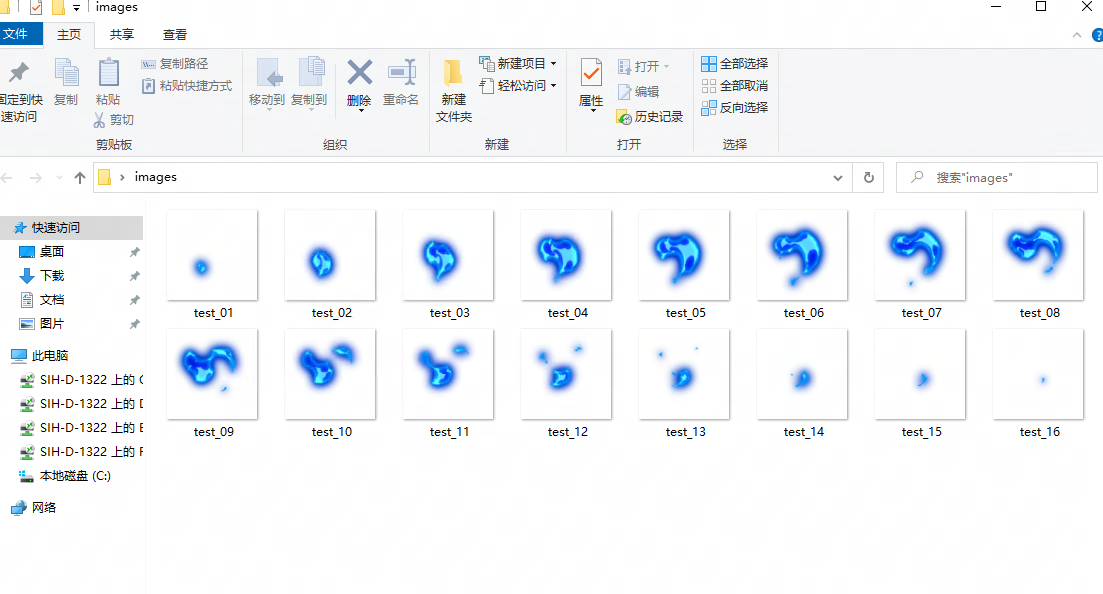 images
文件 主页 共享 查看
固定到快速访问
复制
粘贴
复制路径
粘贴快捷方式
剪切
剪贴板
移动到 复制到 删除 重命名
组织
新建
文件夹
新建项目
轻松访问
新建
属性
打开
编辑
历史记录
打开
全部选择
全部取消
反向选择
选择
images
搜索"images"
快速访问
桌面
下载
文档
图片
此电脑
SIH-D-1322 上的 C
SIH-D-1322 上的 D
SIH-D-1322 上的 E
SIH-D-1322 上的 F
本地磁盘 (C:)
网络
test_01 test_02 test_03 test_04 test_05 test_06 test_07 test_08
test_09 test_10 test_11 test_12 test_13 test_14 test_15 test_16